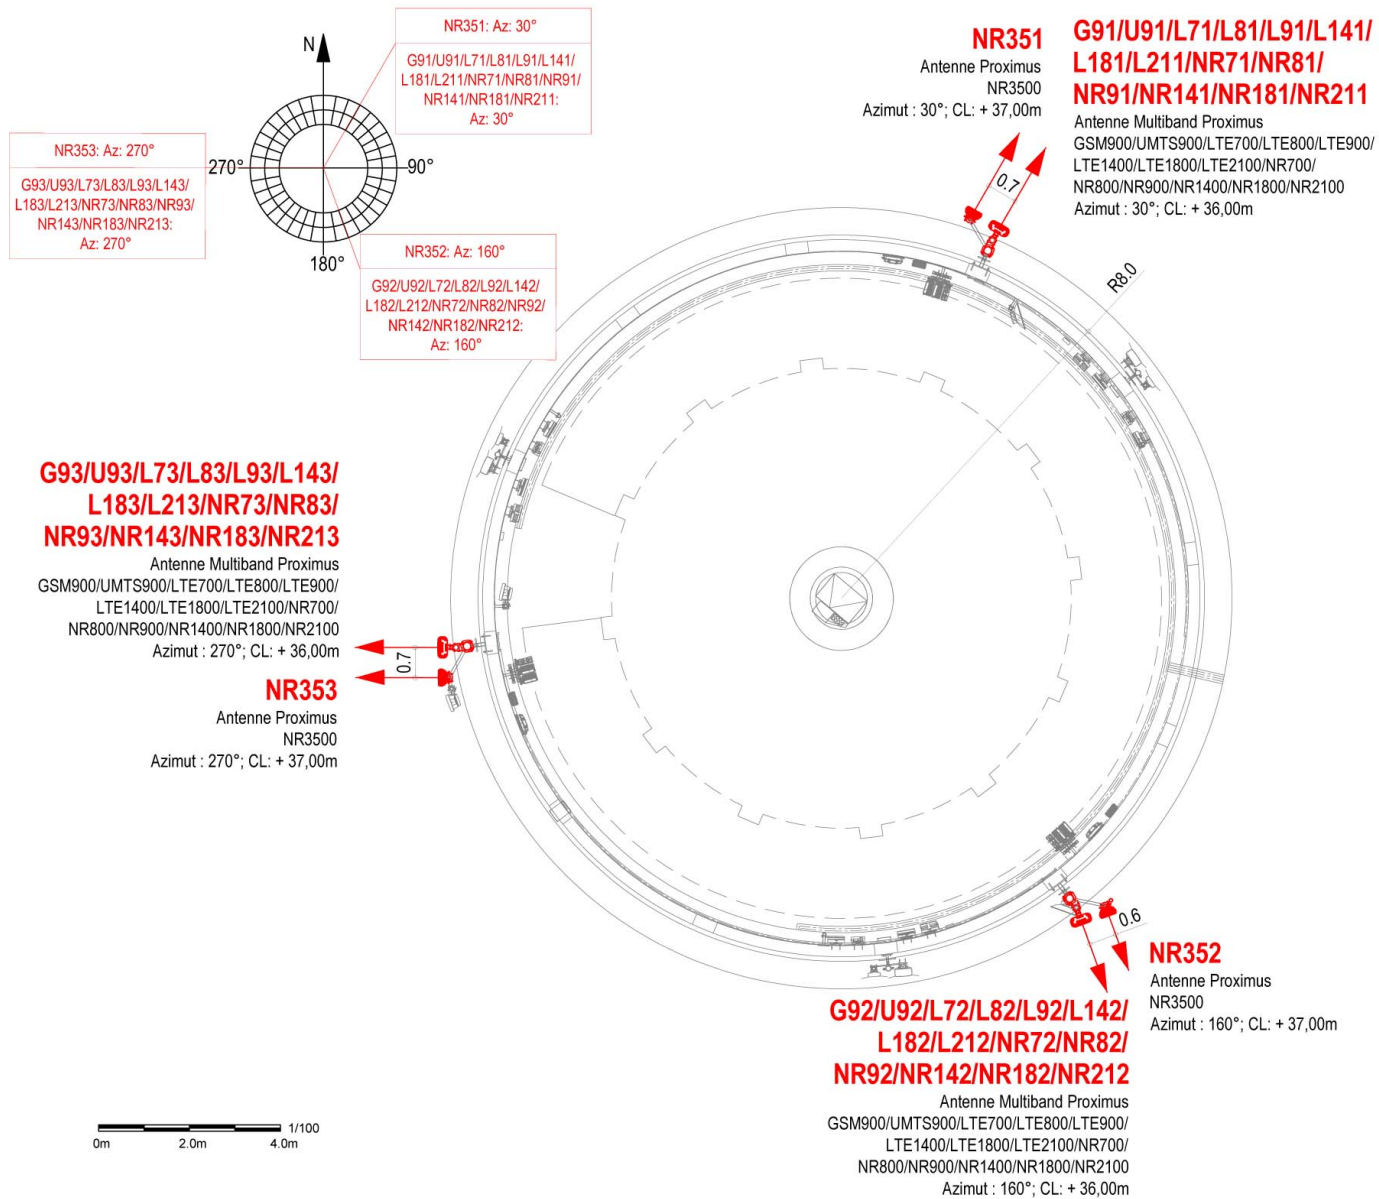 N
270°
90°
180°
NR351: Az: 30°
G91/U91/L71/L81/L91/L141/
L181/L211/NR71/NR81/NR91/
NR141/NR181/NR211:
Az: 30°
NR353: Az: 270°
G93/U93/L73/L83/L93/L143/
L183/L213/NR73/NR83/NR93/
NR143/NR183/NR213:
Az: 270°
NR352: Az: 160°
G92/U92/L72/L82/L92/L142/
L182/L212/NR72/NR82/NR92/
NR142/NR182/NR212:
Az: 160°
NR351
Antenne Proximus
NR3500
Azimut : 30°; CL: + 37,00m
G91/U91/L71/L81/L91/L141/
L181/L211/NR71/NR81/
NR91/NR141/NR181/NR211
Antenne Multiband Proximus
GSM900/UMTS900/LTE700/LTE800/LTE900/
LTE1400/LTE1800/LTE2100/NR700/
NR800/NR900/NR1400/NR1800/NR2100
Azimut : 30°; CL: + 36,00m
0.7
R8.0
G93/U93/L73/L83/L93/L143/
L183/L213/NR73/NR83/
NR93/NR143/NR183/NR213
Antenne Multiband Proximus
GSM900/UMTS900/LTE700/LTE800/LTE900/
LTE1400/LTE1800/LTE2100/NR700/
NR800/NR900/NR1400/NR1800/NR2100
Azimut : 270°; CL: + 36,00m
0.7
NR353
Antenne Proximus
NR3500
Azimut : 270°; CL: + 37,00m
0.6
NR352
Antenne Proximus
NR3500
Azimut : 160°; CL: + 37,00m
G92/U92/L72/L82/L92/L142/
L182/L212/NR72/NR82/
NR92/NR142/NR182/NR212
Antenne Multiband Proximus
GSM900/UMTS900/LTE700/LTE800/LTE900/
LTE1400/LTE1800/LTE2100/NR700/
NR800/NR900/NR1400/NR1800/NR2100
Azimut : 160°; CL: + 36,00m
1/100
0m 2.0m 4.0m